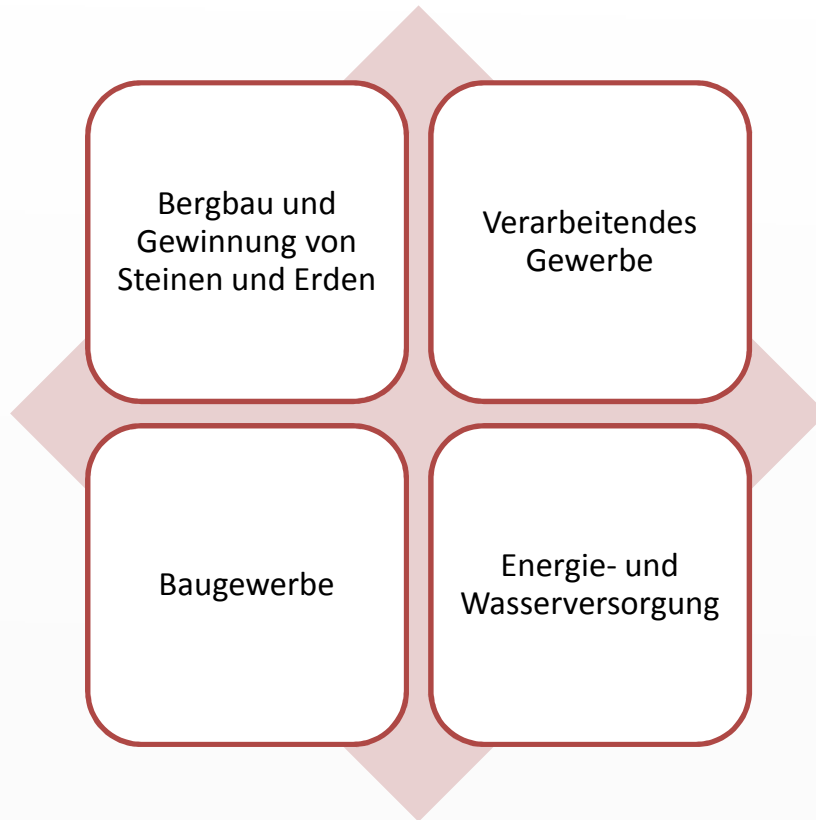 Bergbau und
Gewinnung von
Steinen und Erden
Verarbeitendes
Gewerbe
Baugewerbe
Energie- und
Wasserversorgung